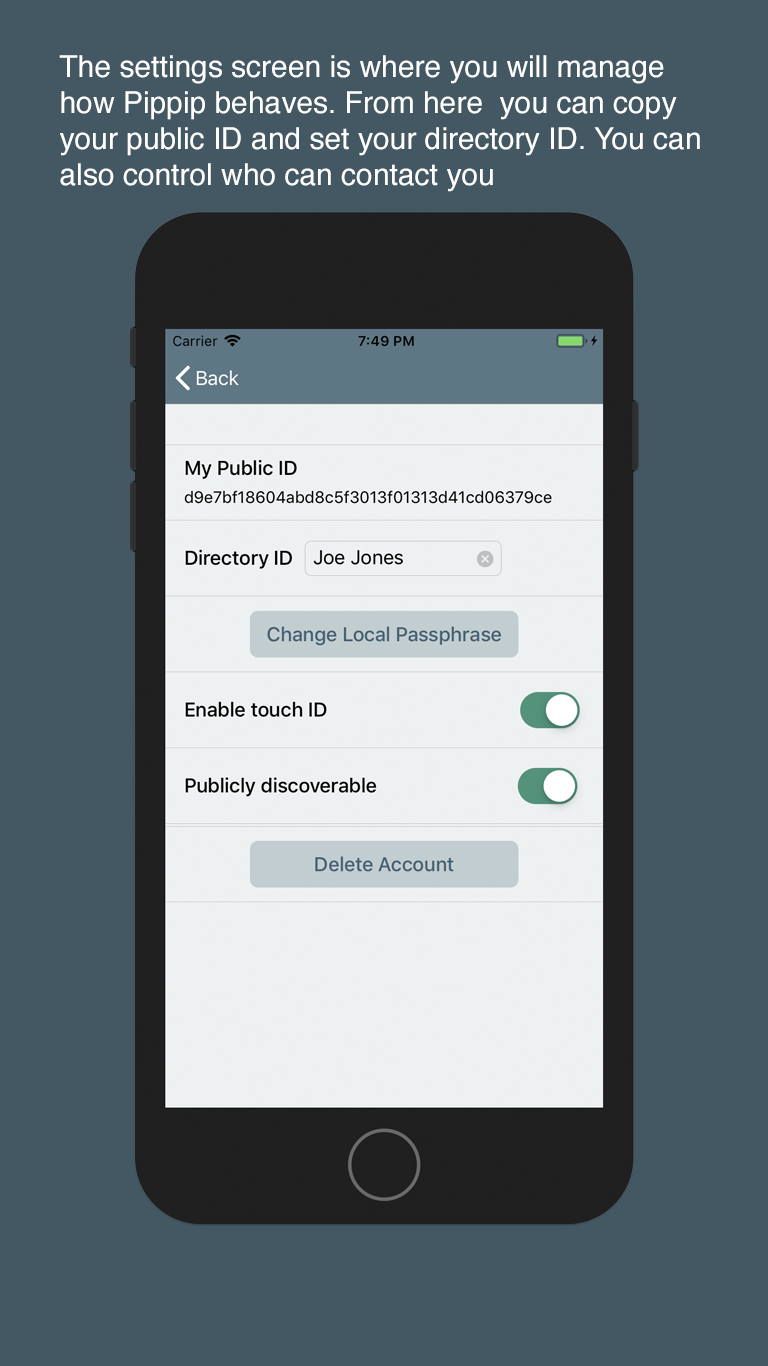 The settings screen is where you will manage
how Pippip behaves. From here  you can copy
your public ID and set your directory ID. You can
also control who can contact you
Carrier 7:49 PM
Back
My Public ID
d9e7bf18604abd8c5f3013f01313d41cd06379ce
Directory ID Joe Jones
Change Local Passphrase
Enable touch ID
Publicly discoverable
Delete Account